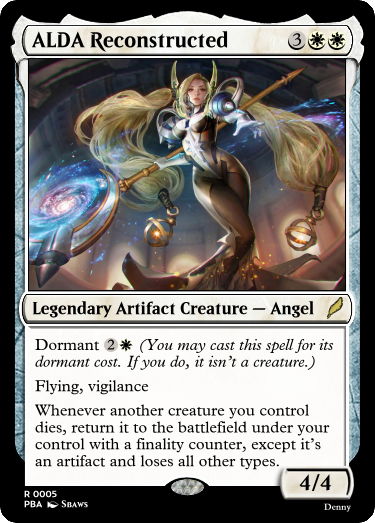 ALDA Reconstructed 3
Legendary Artifact Creature — Angel
Dormant 2 (You may cast this spell for its
dormant cost. If you do, it isn't a creature.)
Flying, vigilance
Whenever another creature you control
dies, return it to the battlefield under your
control with a finality counter, except it's
an artifact and loses all other types.
4/4
R 0005
PBA Sbaws
Denny